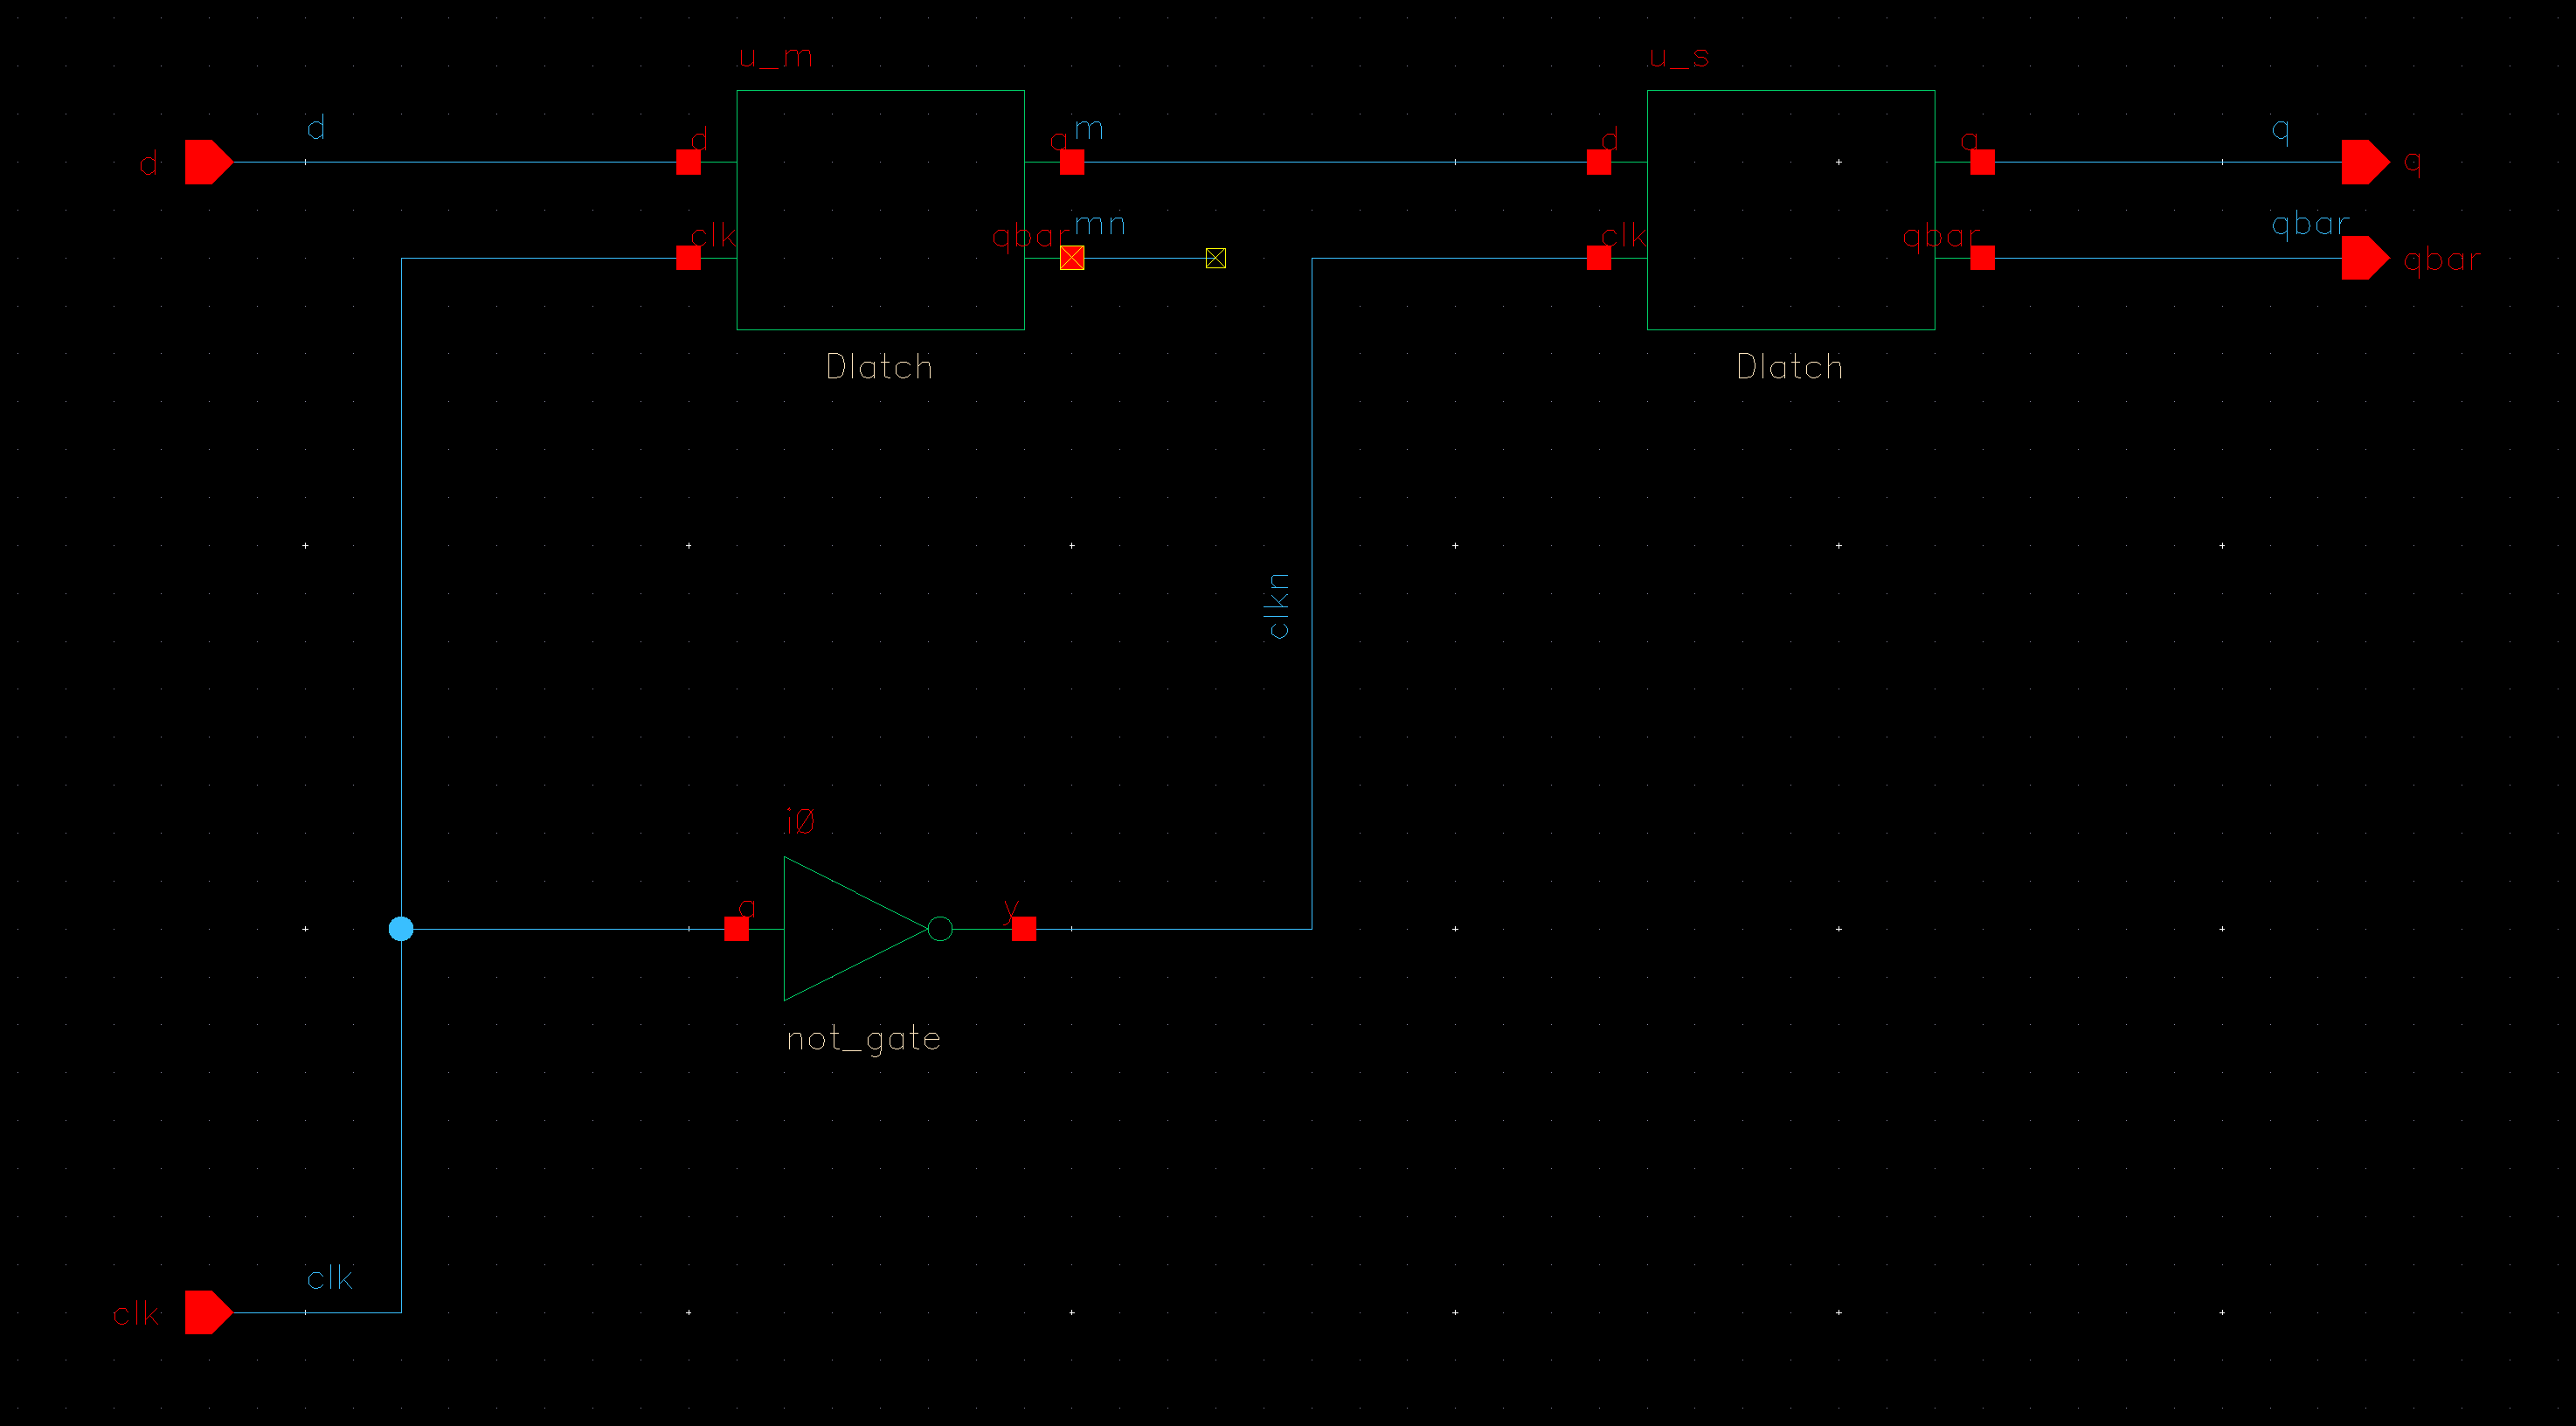 u_m
u_s
d
d
d
q
m
d
q
q
q
clk
qbar
mn
clk
qbar
qbar
qbar
Dlatch
Dlatch
clkn
i0
a
y
not_gate
clk
clk